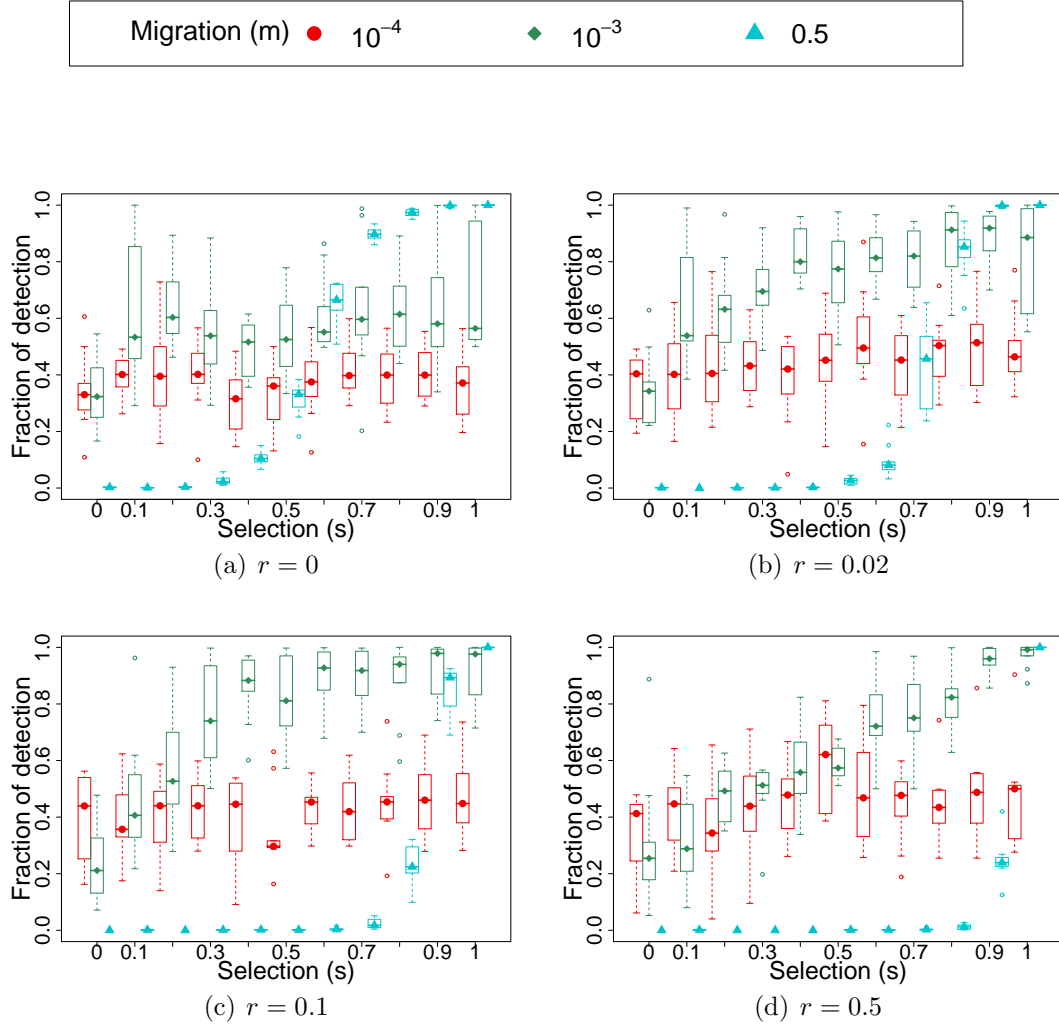 Migration (m) 10⁻⁴ 10⁻³ 0.5
Fraction of detection
0.0 0.2 0.4 0.6 0.8 1.0
0 0.1 0.3 0.5 0.7 0.9 1
Selection (s)
(a) r = 0
Fraction of detection
0.0 0.2 0.4 0.6 0.8 1.0
0 0.1 0.3 0.5 0.7 0.9 1
Selection (s)
(b) r = 0.02
Fraction of detection
0.0 0.2 0.4 0.6 0.8 1.0
0 0.1 0.3 0.5 0.7 0.9 1
Selection (s)
(c) r = 0.1
Fraction of detection
0.0 0.2 0.4 0.6 0.8 1.0
0 0.1 0.3 0.5 0.7 0.9 1
Selection (s)
(d) r = 0.5